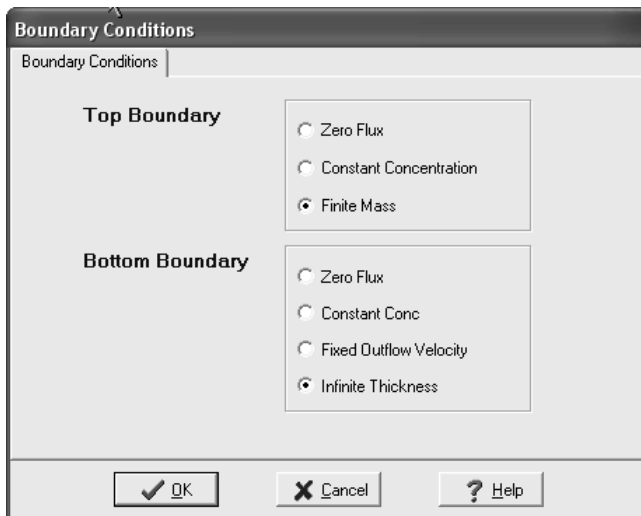 Boundary Conditions
Boundary Conditions
Top Boundary
Zero Flux
Constant Concentration
Finite Mass
Bottom Boundary
Zero Flux
Constant Conc
Fixed Outflow Velocity
Infinite Thickness
OK Cancel Help